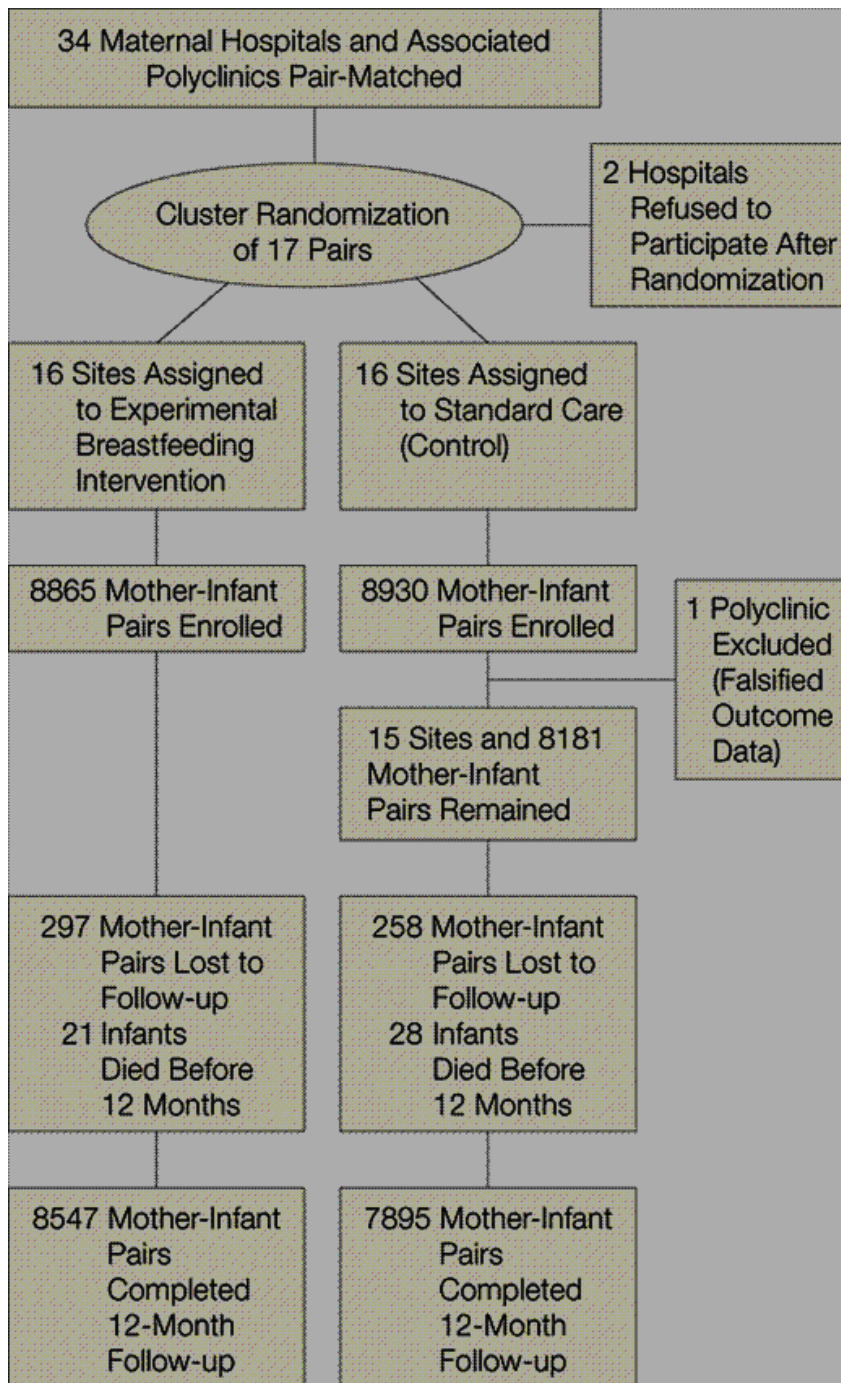 34 Maternal Hospitals and Associated
Polyclinics Pair-Matched
Cluster Randomization
of 17 Pairs
2 Hospitals
Refused to
Participate After
Randomization
16 Sites Assigned
to Experimental
Breastfeeding
Intervention
16 Sites Assigned
to Standard Care
(Control)
8865 Mother-Infant
Pairs Enrolled
8930 Mother-Infant
Pairs Enrolled
1 Polyclinic
Excluded
(Falsified
Outcome
Data)
15 Sites and 8181
Mother-Infant
Pairs Remained
297 Mother-Infant
Pairs Lost to
Follow-up
21 Infants
Died Before
12 Months
258 Mother-Infant
Pairs Lost to
Follow-up
28 Infants
Died Before
12 Months
8547 Mother-Infant
Pairs
Completed
12-Month
Follow-up
7895 Mother-Infant
Pairs
Completed
12-Month
Follow-up